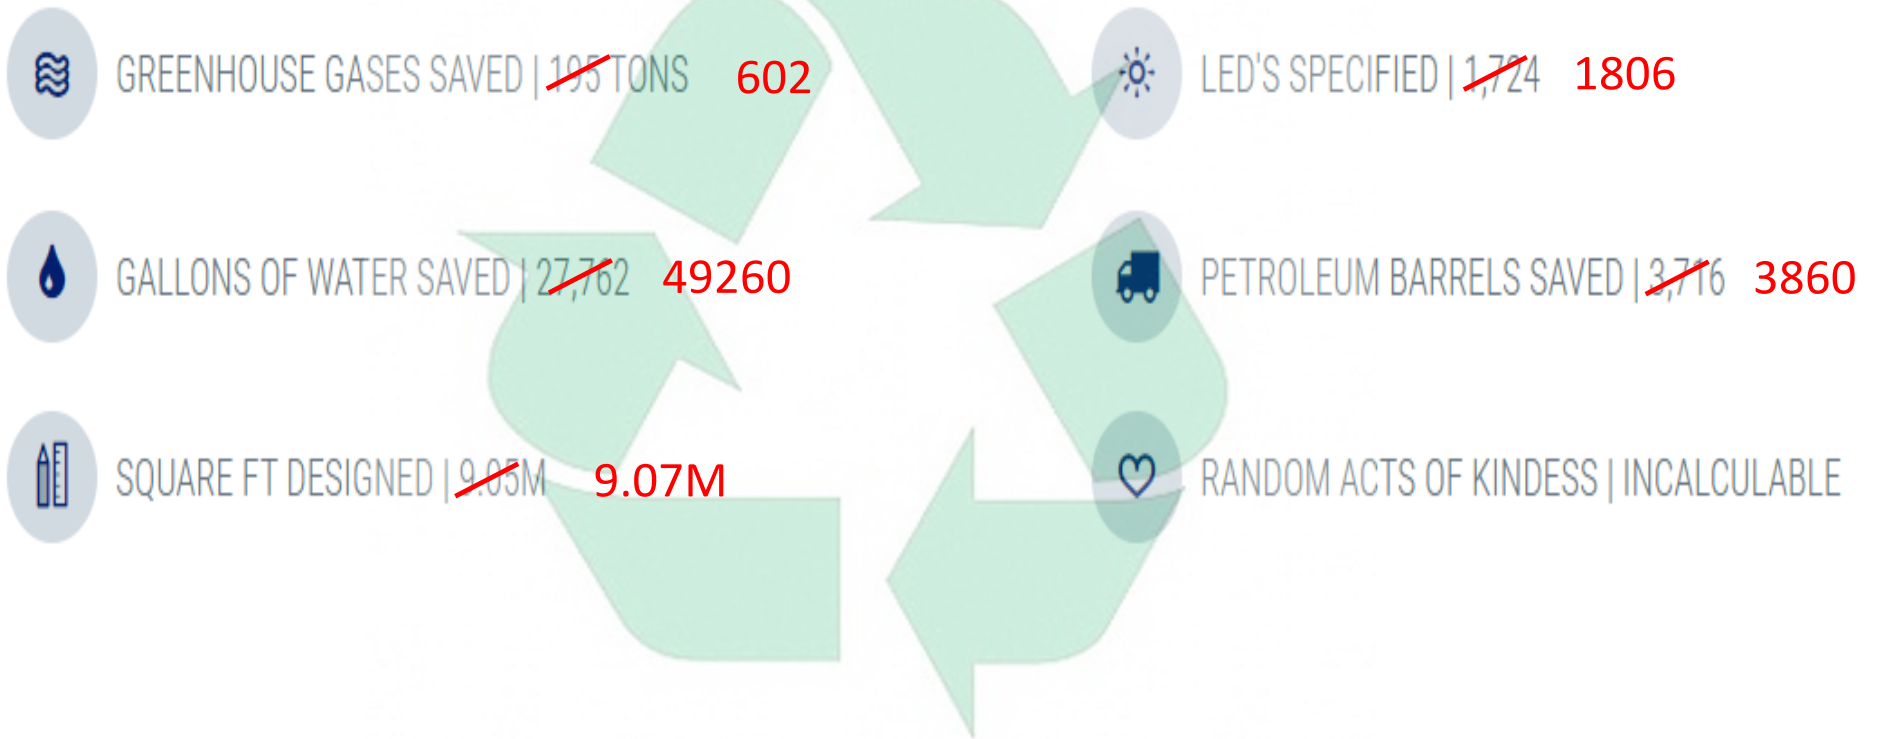 GREENHOUSE GASES SAVED | 195 TONS 602
LED'S SPECIFIED | 1,724 1806
GALLONS OF WATER SAVED | 27,762 49260
PETROLEUM BARRELS SAVED | 3,716 3860
SQUARE FT DESIGNED | 9.05M 9.07M
RANDOM ACTS OF KINDESS | INCALCULABLE